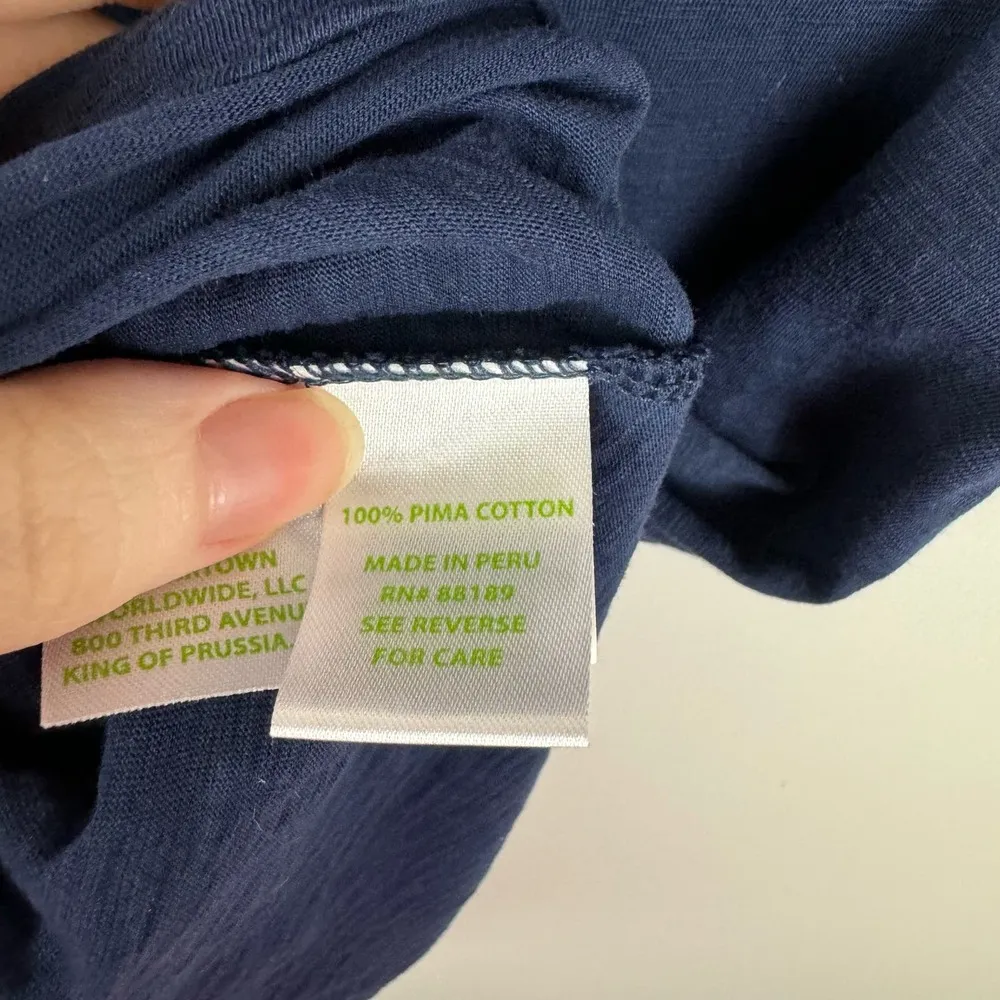 100% PIMA COTTON
MADE IN PERU
RN# 88189
SEE REVERSE
FOR CARE
WORLDWIDE, LLC
800 THIRD AVENU
KING OF PRUSSIA.